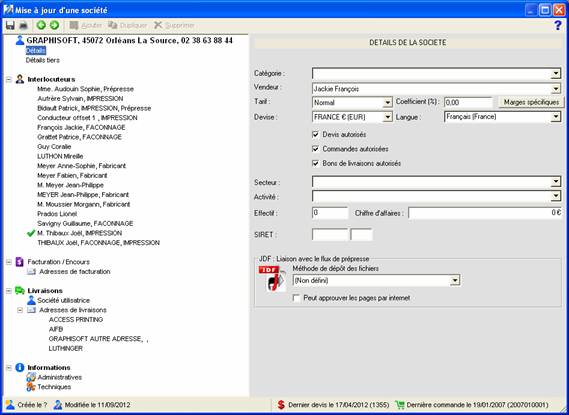 Mise à jour d'une société
Ajouter Dupliquer Supprimer
GRAPHISOFT, 45072 Orléans La Source, 02 38 63 88 44
Détails
Détails tiers
Interlocuteurs
Mme. Audouin Sophie, Prépresse
Aufrère Sylvain, IMPRESSION
Bidault Patrick, IMPRESSION, Prépresse
Conducteur offset 1 , IMPRESSION
François Jackie, FACONNAGE
Grattet Patrice, FACONNAGE
Guy Coralie
LUTHON Mireille
Meyer Anne-Sophie, Fabricant
Meyer Fabien, Fabricant
M. Meyer Jean-Philippe
MEYER Jean-Philippe, Fabricant
M. Moussier Morgann, Fabricant
Prados Lionel
Savigny Guillaume, FACONNAGE
M. Thibaux Joël, IMPRESSION
THIBAUX Joël, FACONNAGE, IMPRESSION
Facturation / Encours
Adresses de facturation
Livraisons
Société utilisatrice
Adresses de livraisons
ACCESS PRINTING
AIFB
GRAPHISOFT AUTRE ADRESSE, ,
LUTHINGER
Informations
Administratives
Techniques
DETAILS DE LA SOCIETE
Catégorie :
Vendeur : Jackie François
Tarif : Normal Coefficient (%) : 0,00 Marges spécifiques
Devise : FRANCE € (EUR) Langue : Français (France)
Devis autorisés
Commandes autorisées
Bons de livraisons autorisés
Secteur :
Activité :
Effectif : 0 Chiffre d'affaires : 0 €
SIRET :
JDF : Liaison avec le flux de prépresse
JDF
Méthode de dépôt des fichiers
(Non défini)
Peut approuver les pages par internet
Créée le ? Modifiée le 11/09/2012 Dernier devis le 17/04/2012 (1355) Dernière commande le 19/01/2007 (2007010001)